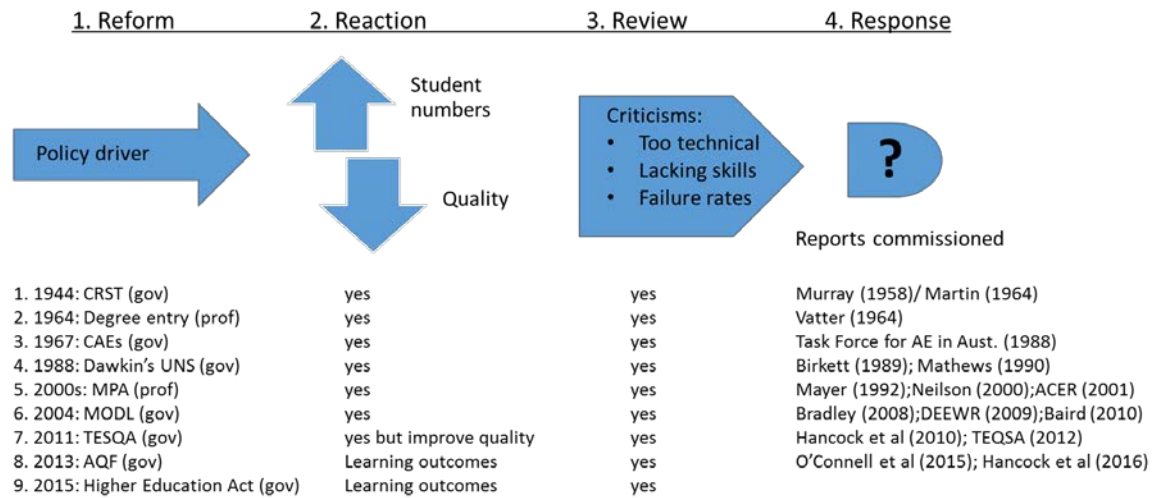 1. Reform 2. Reaction 3. Review 4. Response
Policy driver
Student
numbers
Quality
Criticisms:
• Too technical
• Lacking skills
• Failure rates
?
Reports commissioned
1. 1944: CRST (gov) yes yes Murray (1958)/ Martin (1964)
2. 1964: Degree entry (prof) yes yes Vatter (1964)
3. 1967: CAEs (gov) yes yes Task Force for AE in Aust. (1988)
4. 1988: Dawkin's UNS (gov) yes yes Birkett (1989); Mathews (1990)
5. 2000s: MPA (prof) yes yes Mayer (1992);Neilson (2000);ACER (2001)
6. 2004: MODL (gov) yes yes Bradley (2008);DEEWR (2009);Baird (2010)
7. 2011: TESQA (gov) yes but improve quality yes Hancock et al (2010); TEQSA (2012)
8. 2013: AQF (gov) Learning outcomes yes O'Connell et al (2015); Hancock et al (2016)
9. 2015: Higher Education Act (gov) Learning outcomes yes